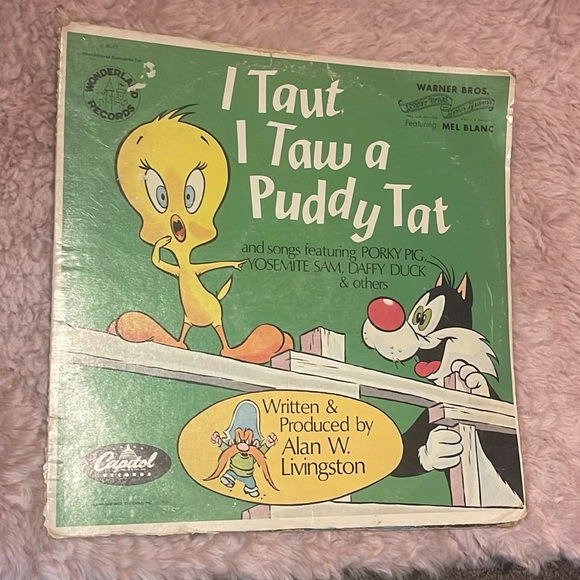 WONDERLAND
RECORDS
I Taut,
I Taw a
Puddy Tat
WARNER BROS.
Featuring MEL BLANC
and songs featuring PORKY PIG,
YOSEMITE SAM, DAFFY DUCK
& others
Written &
Produced by
Alan W.
Livingston
Capitol
RECORDS